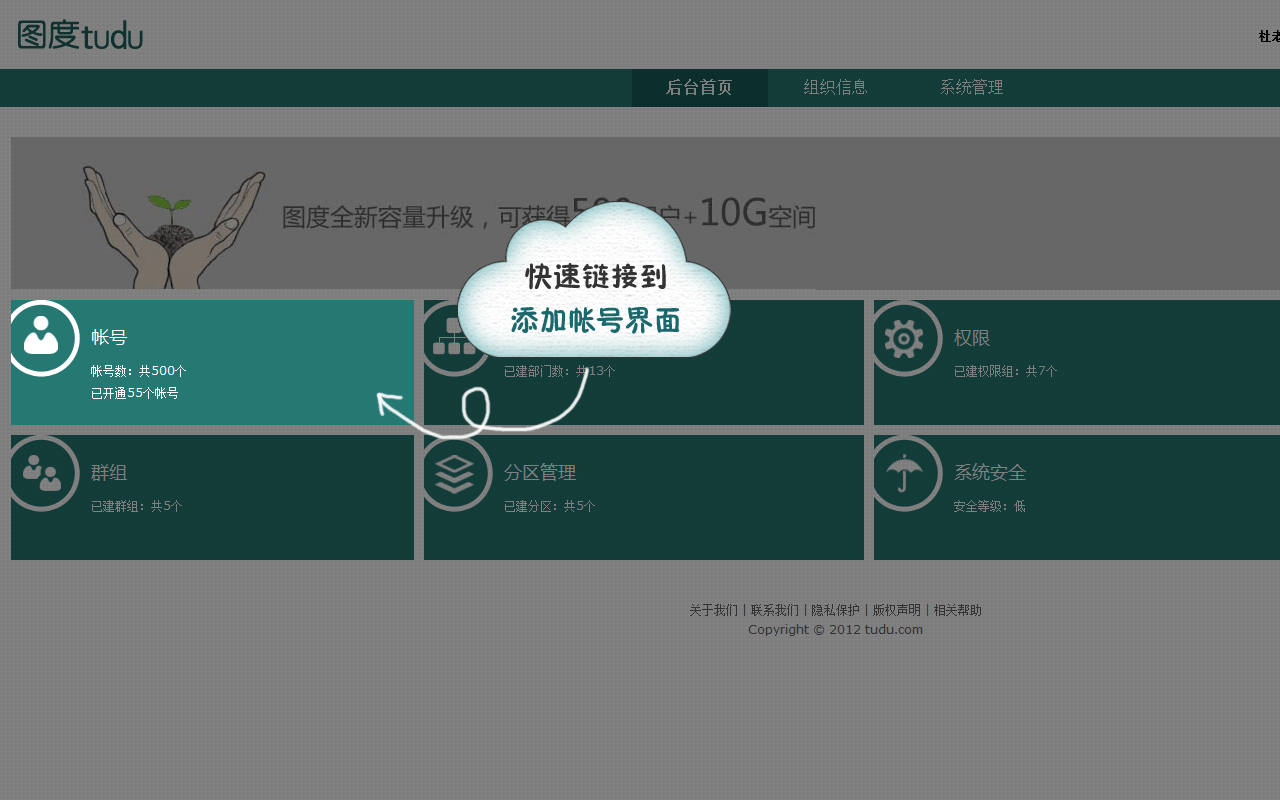 图度tudu
杜老
后台首页 组织信息 系统管理
图度全新容量升级，可获得500 户+10G空间
快速链接到
添加帐号界面
帐号
帐号数：共500个
已开通55个帐号
已建部门数：共13个
权限
已建权限组：共7个
群组
已建群组：共5个
分区管理
已建分区：共5个
系统安全
安全等级：低
关于我们 | 联系我们 | 隐私保护 | 版权声明 | 相关帮助
Copyright © 2012 tudu.com